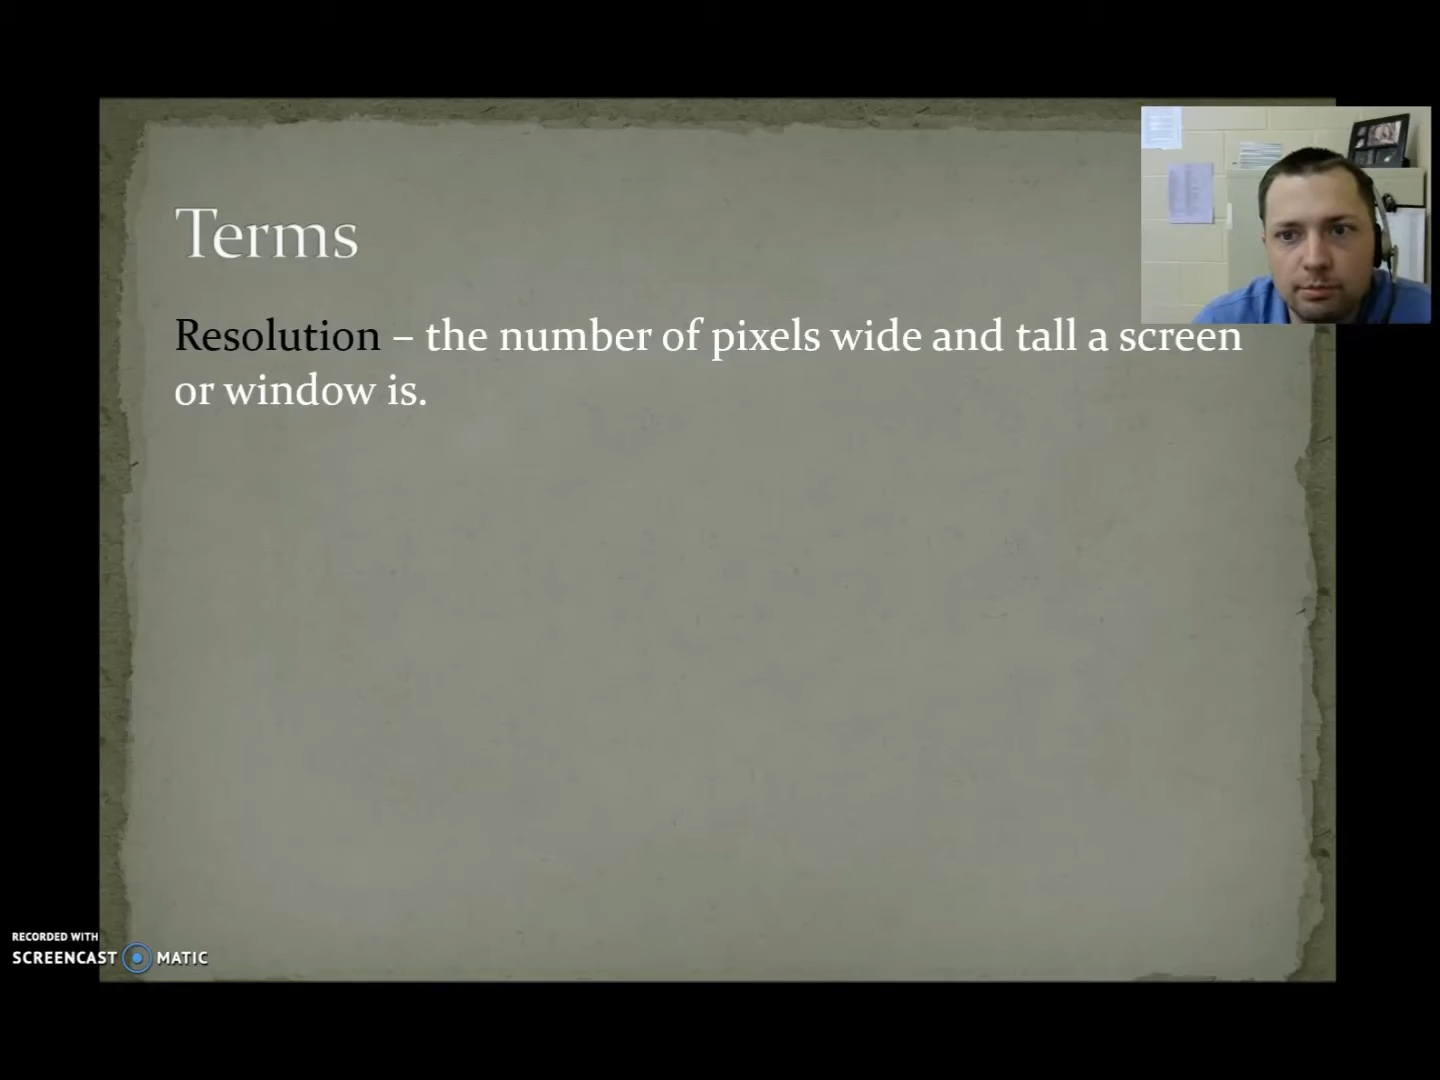 Terms
Resolution – the number of pixels wide and tall a screen
or window is.
RECORDED WITH
SCREENCAST MATIC